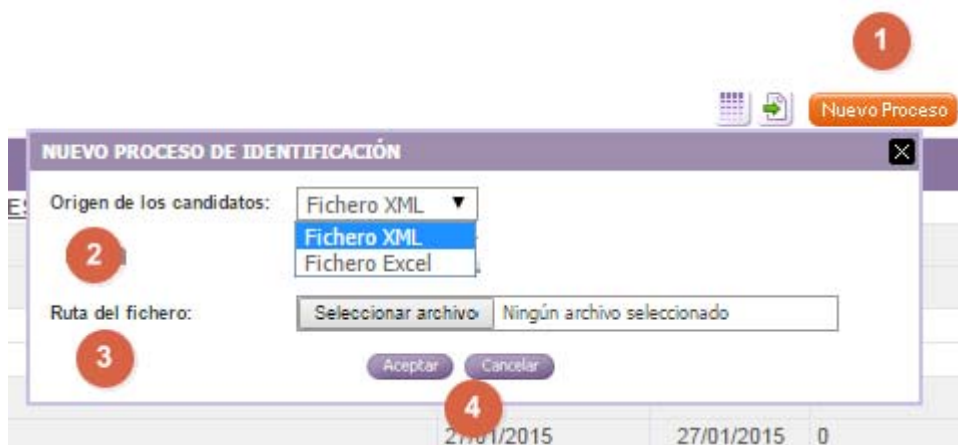 1
Nuevo Proceso
NUEVO PROCESO DE IDENTIFICACIÓN
ES
Origen de los candidatos:
Fichero XML
Fichero XML
Fichero Excel
2
Ruta del fichero:
Seleccionar archivo
Ningún archivo seleccionado
3
Aceptar
Cancelar
4
27/01/2015
27/01/2015
0